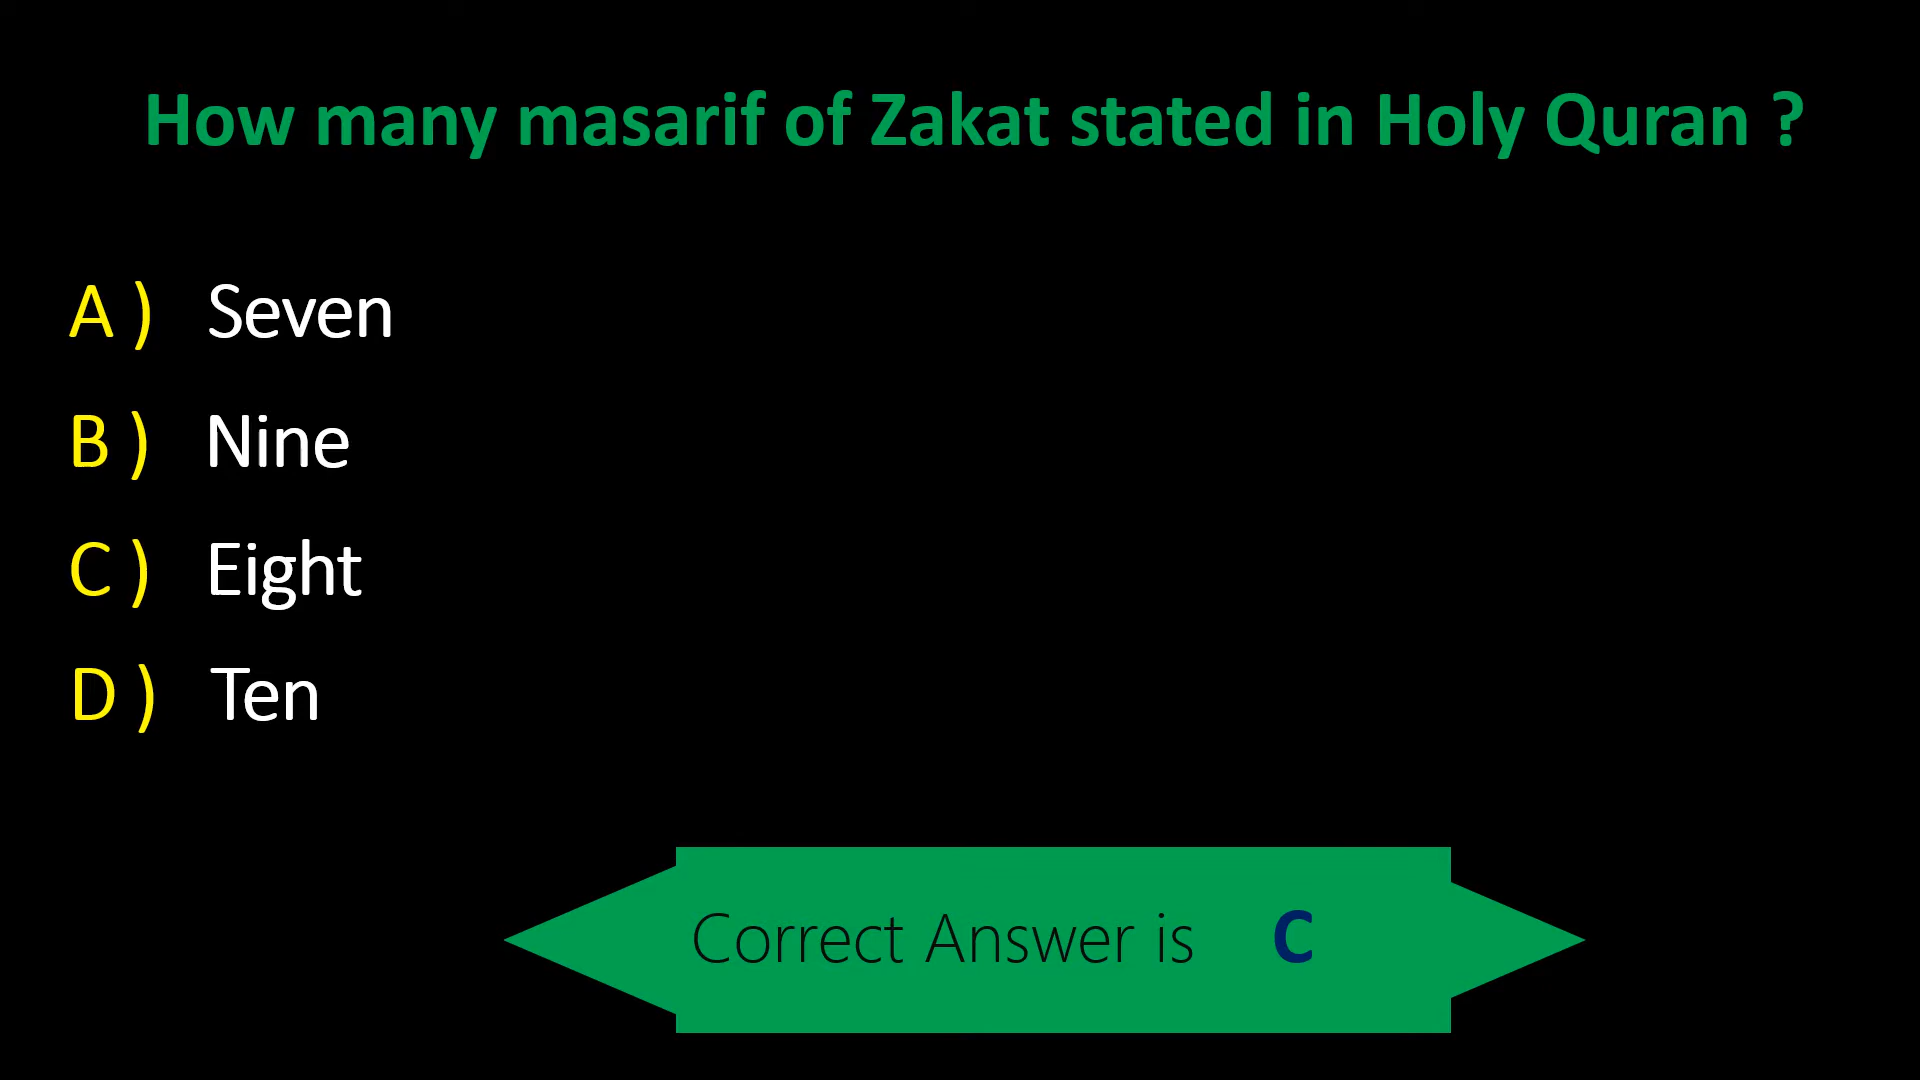 How many masarif of Zakat stated in Holy Quran ?
A ) Seven
B ) Nine
C ) Eight
D ) Ten
Correct Answer is C